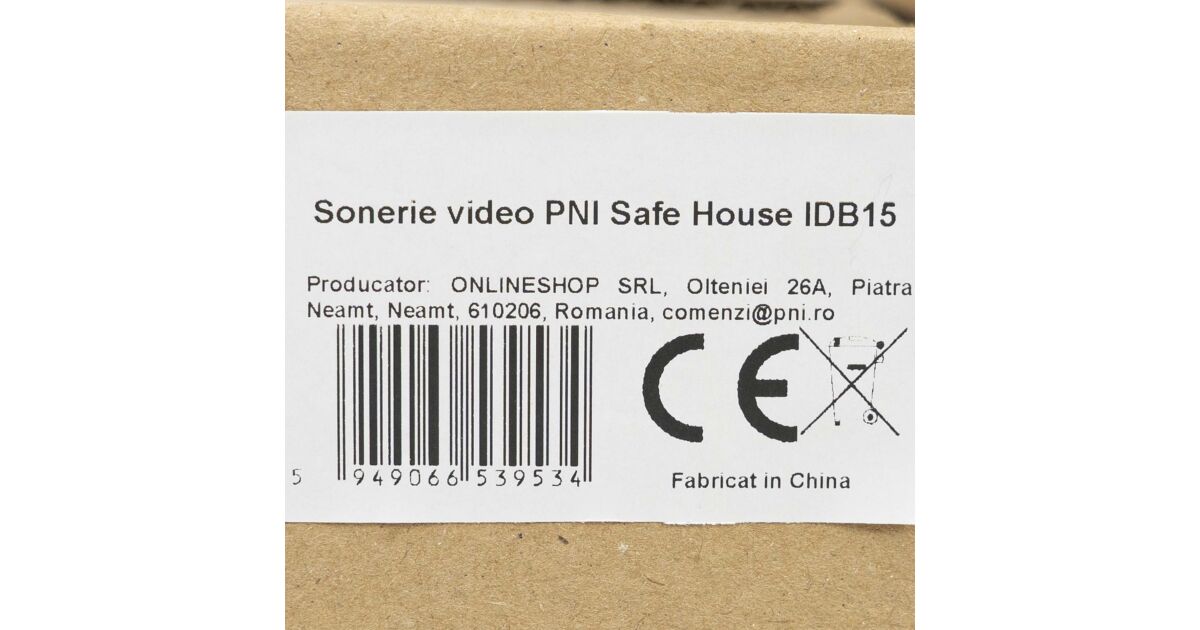 Sonerie video PNI Safe House IDB15
Producator: ONLINESHOP SRL, Olteniei 26A, Piatra
Neamt, Neamt, 610206, Romania, comenzi@pni.ro
CE
5 949066 539534
Fabricat in China